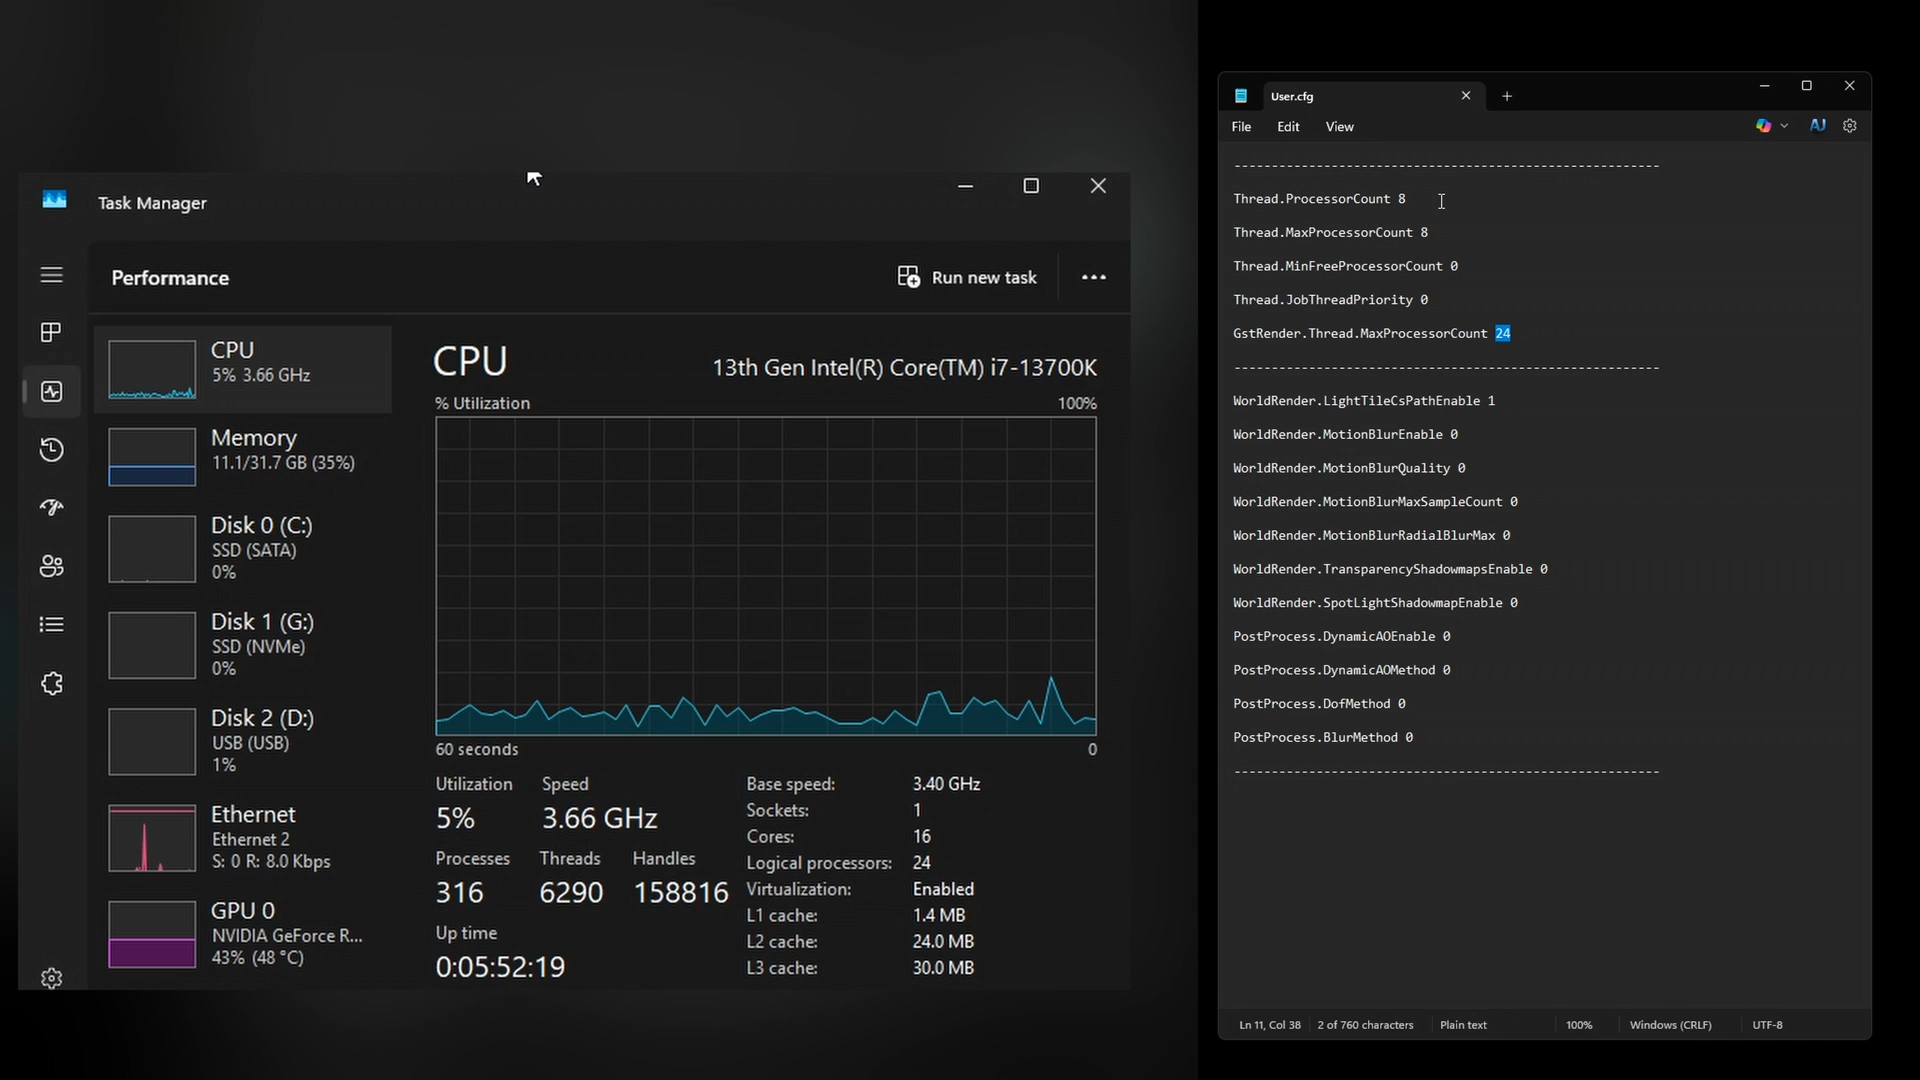 Task Manager
Performance
Run new task
CPU
5% 3.66 GHz
Memory
11.1/31.7 GB (35%)
Disk 0 (C:)
SSD (SATA)
0%
Disk 1 (G:)
SSD (NVMe)
0%
Disk 2 (D:)
USB (USB)
1%
Ethernet
Ethernet 2
S: 0 R: 8.0 Kbps
GPU 0
NVIDIA GeForce R...
43% (48 °C)
CPU
13th Gen Intel(R) Core(TM) i7-13700K
% Utilization 100%
60 seconds 0
Utilization Speed
5% 3.66 GHz
Processes Threads Handles
316 6290 158816
Up time
0:05:52:19
Base speed: 3.40 GHz
Sockets: 1
Cores: 16
Logical processors: 24
Virtualization: Enabled
L1 cache: 1.4 MB
L2 cache: 24.0 MB
L3 cache: 30.0 MB
User.cfg
File Edit View
---------------------------------------------------------
Thread.ProcessorCount 8
Thread.MaxProcessorCount 8
Thread.MinFreeProcessorCount 0
Thread.JobThreadPriority 0
GstRender.Thread.MaxProcessorCount 24
---------------------------------------------------------
WorldRender.LightTileCsPathEnable 1
WorldRender.MotionBlurEnable 0
WorldRender.MotionBlurQuality 0
WorldRender.MotionBlurMaxSampleCount 0
WorldRender.MotionBlurRadialBlurMax 0
WorldRender.TransparencyShadowmapsEnable 0
WorldRender.SpotLightShadowmapEnable 0
PostProcess.DynamicAOEnable 0
PostProcess.DynamicAOMethod 0
PostProcess.DofMethod 0
PostProcess.BlurMethod 0
---------------------------------------------------------
Ln 11, Col 38 2 of 760 characters Plain text 100% Windows (CRLF) UTF-8